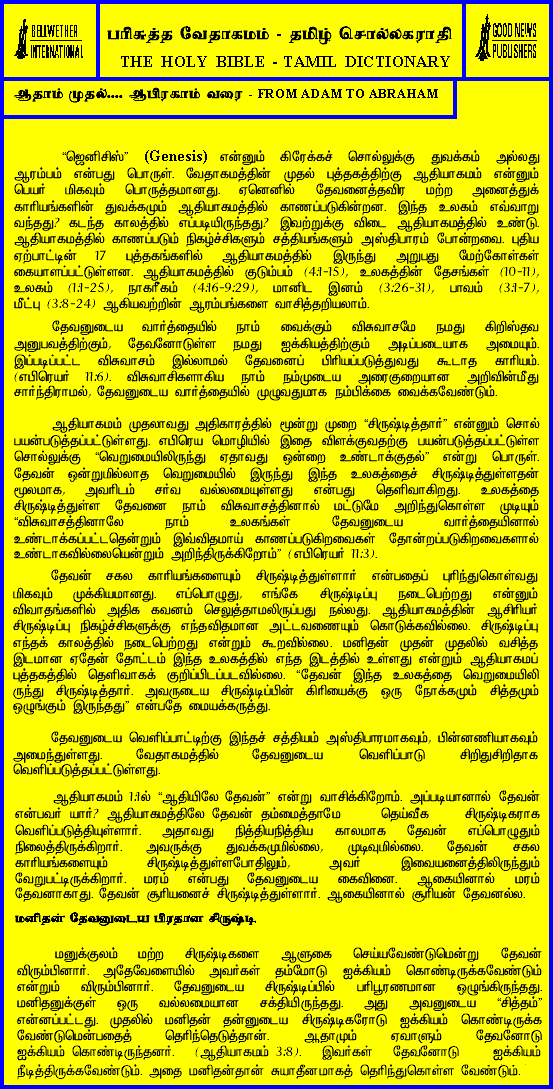 BELLWETHER
INTERNATIONAL
பரிசுத்த வேதாகமம் - தமிழ் சொல்லகராதி
THE HOLY BIBLE - TAMIL DICTIONARY
GOOD NEWS
PUBLISHERS
ஆதாம் முதல்.... ஆபிரகாம் வரை - FROM ADAM TO ABRAHAM
“ஜெனிசிஸ்” (Genesis) என்னும் கிரேக்கச் சொல்லுக்கு துவக்கம் அல்லது
ஆரம்பம் என்பது பொருள். வேதாகமத்தின் முதல் புத்தகத்திற்கு ஆதியாகமம் என்னும்
பெயர் மிகவும் பொருத்தமானது. ஏனெனில் தேவனைத்தவிர மற்ற அனைத்துக்
காரியங்களின் துவக்கமும் ஆதியாகமத்தில் காணப்படுகின்றன. இந்த உலகம் எவ்வாறு
வந்தது? கடந்த காலத்தில் எப்படியிருந்தது? இவற்றுக்கு விடை ஆதியாகமத்தில் உண்டு.
ஆதியாகமத்தில் காணப்படும் நிகழ்ச்சிகளும் சத்தியங்களும் அஸ்திபாரம் போன்றவை. புதிய
ஏற்பாட்டின் 17 புத்தகங்களில் ஆதியாகமத்தில் இருந்து அறுபது மேற்கோள்கள்
கையாளப்பட்டுள்ளன. ஆதியாகமத்தில் குடும்பம் (4:1-15), உலகத்தின் தேசங்கள் (10-11),
உலகம் (1:1-25), நாகரீகம் (4:16-9:29), மானிட இனம் (3:26-31), பாவம் (3:1-7),
மீட்பு (3:8-24) ஆகியவற்றின் ஆரம்பங்களை வாசித்தறியலாம்.
தேவனுடைய வார்த்தையில் நாம் வைக்கும் விசுவாசமே நமது கிறிஸ்தவ
அனுபவத்திற்கும், தேவனோடுள்ள நமது ஐக்கியத்திற்கும் அடிப்படையாக அமையும்.
இப்படிப்பட்ட விசுவாசம் இல்லாமல் தேவனைப் பிரியப்படுத்துவது கூடாத காரியம்.
(எபிரெயர் 11:6). விசுவாசிகளாகிய நாம் நம்முடைய அரைகுறையான அறிவின்மீது
சார்ந்திராமல், தேவனுடைய வார்த்தையில் முழுவதுமாக நம்பிக்கை வைக்கவேண்டும்.
ஆதியாகமம் முதலாவது அதிகாரத்தில் மூன்று முறை “சிருஷ்டித்தார்” என்னும் சொல்
பயன்படுத்தப்பட்டுள்ளது. எபிரெய மொழியில் இதை விளக்குவதற்கு பயன்படுத்தப்பட்டுள்ள
சொல்லுக்கு “வெறுமையிலிருந்து ஏதாவது ஒன்றை உண்டாக்குதல்” என்று பொருள்.
தேவன் ஒன்றுமில்லாத வெறுமையில் இருந்து இந்த உலகத்தைச் சிருஷ்டித்துள்ளதன்
மூலமாக, அவரிடம் சர்வ வல்லமையுள்ளது என்பது தெளிவாகிறது. உலகத்தை
சிருஷ்டித்துள்ள தேவனை நாம் விசுவாசத்தினால் மட்டுமே அறிந்துகொள்ள முடியும்
“விசுவாசத்தினாலே நாம் உலகங்கள் தேவனுடைய வார்த்தையினால்
உண்டாக்கப்பட்டதென்றும் இவ்விதமாய் காணப்படுகிறவைகள் தோன்றப்படுகிறவைகளால்
உண்டாகவில்லையென்றும் அறிந்திருக்கிறோம்” (எபிரெயர் 11:3).
தேவன் சகல காரியங்களையும் சிருஷ்டித்துள்ளார் என்பதைப் புரிந்துகொள்வது
மிகவும் முக்கியமானது. எப்பொழுது, எங்கே சிருஷ்டிப்பு நடைபெற்றது என்னும்
விவாதங்களில் அதிக கவனம் செலுத்தாமலிருப்பது நல்லது. ஆதியாகமத்தின் ஆசிரியர்
சிருஷ்டிப்பு நிகழ்ச்சிகளுக்கு எந்தவிதமான அட்டவணையும் கொடுக்கவில்லை. சிருஷ்டிப்பு
எந்தக் காலத்தில் நடைபெற்றது என்றும் கூறவில்லை. மனிதன் முதன் முதலில் வசித்த
இடமான ஏதேன் தோட்டம் இந்த உலகத்தில் எந்த இடத்தில் உள்ளது என்றும் ஆதியாகமப்
புத்தகத்தில் தெளிவாகக் குறிப்பிடப்படவில்லை. “தேவன் இந்த உலகத்தை வெறுமையிலி
ருந்து சிருஷ்டித்தார். அவருடைய சிருஷ்டிப்பின் கிரியைக்கு ஒரு நோக்கமும் சித்தமும்
ஒழுங்கும் இருந்தது” என்பதே மையக்கருத்து.
தேவனுடைய வெளிப்பாட்டிற்கு இந்தச் சத்தியம் அஸ்திபாரமாகவும், பின்னணியாகவும்
அமைந்துள்ளது. வேதாகமத்தில் தேவனுடைய வெளிப்பாடு சிறிதுசிறிதாக
வெளிப்படுத்தப்பட்டுள்ளது.
ஆதியாகமம் 1:1ல் “ஆதியிலே தேவன்” என்று வாசிக்கிறோம். அப்படியானால் தேவன்
என்பவர் யார்? ஆதியாகமத்திலே தேவன் தம்மைத்தாமே தெய்வீக சிருஷ்டிகராக
வெளிப்படுத்தியுள்ளார். அதாவது நித்தியநித்திய காலமாக தேவன் எப்பொழுதும்
நிலைத்திருக்கிறார். அவருக்கு துவக்கமுமில்லை, முடிவுமில்லை. தேவன் சகல
காரியங்களையும் சிருஷ்டித்துள்ளபோதிலும், அவர் இவையனைத்திலிருந்தும்
வேறுபட்டிருக்கிறார். மரம் என்பது தேவனுடைய கைவினை. ஆகையினால் மரம்
தேவனாகாது. தேவன் சூரியனைச் சிருஷ்டித்துள்ளார். ஆகையினால் சூரியன் தேவனல்ல.
மனிதன் தேவனுடைய பிரதான சிருஷ்டி.
மனுக்குலம் மற்ற சிருஷ்டிகளை ஆளுகை செய்யவேண்டுமென்று தேவன்
விரும்பினார். அதேவேளையில் அவர்கள் தம்மோடு ஐக்கியம் கொண்டிருக்கவேண்டும்
என்றும் விரும்பினார். தேவனுடைய சிருஷ்டிப்பில் பரிபூரணமான ஒழுங்கிருந்தது.
மனிதனுக்குள் ஒரு வல்லமையான சக்தியிருந்தது. அது அவனுடைய “சித்தம்”
என்னப்பட்டது. முதலில் மனிதன் தன்னுடைய சிருஷ்டிகரோடு ஐக்கியம் கொண்டிருக்க
வேண்டுமென்பதைத் தெரிந்தெடுத்தான். ஆதாமும் ஏவாளும் தேவனோடு
ஐக்கியம் கொண்டிருந்தனர். (ஆதியாகமம் 3:8). இவர்கள் தேவனோடு ஐக்கியம்
நீடித்திருக்கவேண்டும். அதை மனிதன்தான் சுயாதீனமாகத் தெரிந்துகொள்ள வேண்டும்.